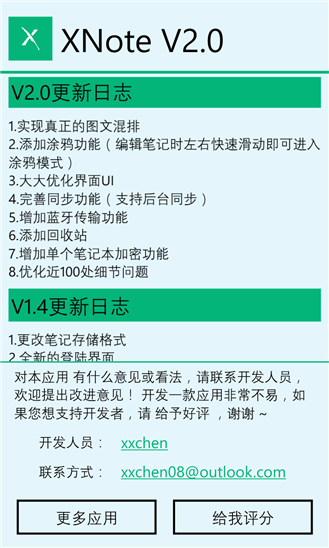 X XNote V2.0
V2.0更新日志
1.实现真正的图文混排
2.添加涂鸦功能（编辑笔记时左右快速滑动即可进入
涂鸦模式）
3.大大优化界面UI
4.完善同步功能（支持后台同步）
5.增加蓝牙传输功能
6.添加回收站
7.增加单个笔记本加密功能
8.优化近100处细节问题
V1.4更新日志
1.更改笔记存储格式
2.全新的登陆界面
对本应用 有什么意见或看法，请联系开发人员，
欢迎提出改进意见！ 开发一款应用非常不易，如
果您想支持开发者，请 给予好评 ，谢谢 ~
开发人员： xxchen
联系方式： xxchen08@outlook.com
更多应用 给我评分